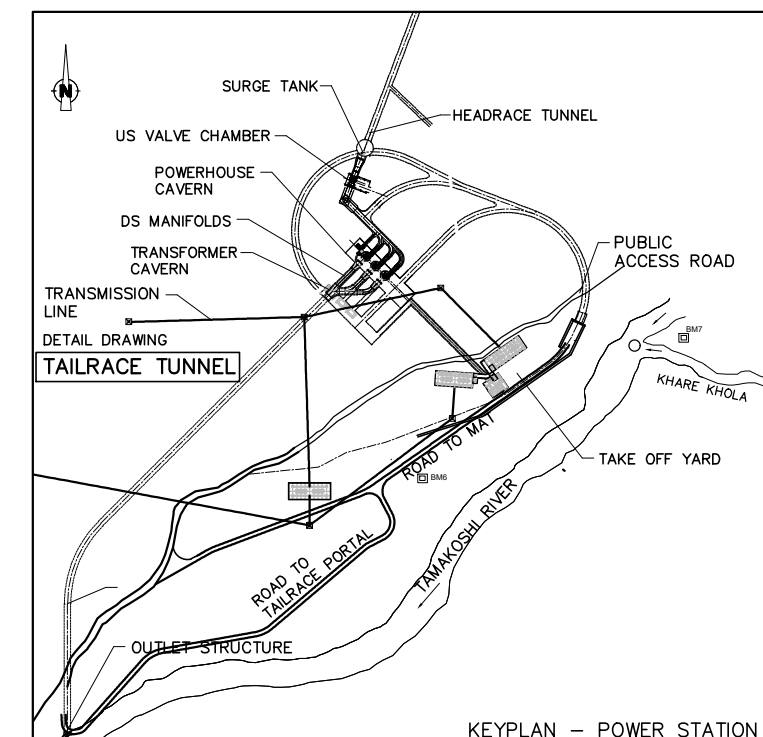 N
SURGE TANK
HEADRACE TUNNEL
US VALVE CHAMBER
POWERHOUSE
CAVERN
DS MANIFOLDS
TRANSFORMER
CAVERN
PUBLIC
ACCESS ROAD
TRANSMISSION
LINE
DETAIL DRAWING
TAILRACE TUNNEL
BM7
KHARE KHOLA
ROAD TO MAT
TAKE OFF YARD
BM6
TAMAKOSHI RIVER
ROAD TO
TAILRACE PORTAL
OUTLET STRUCTURE
KEYPLAN – POWER STATION